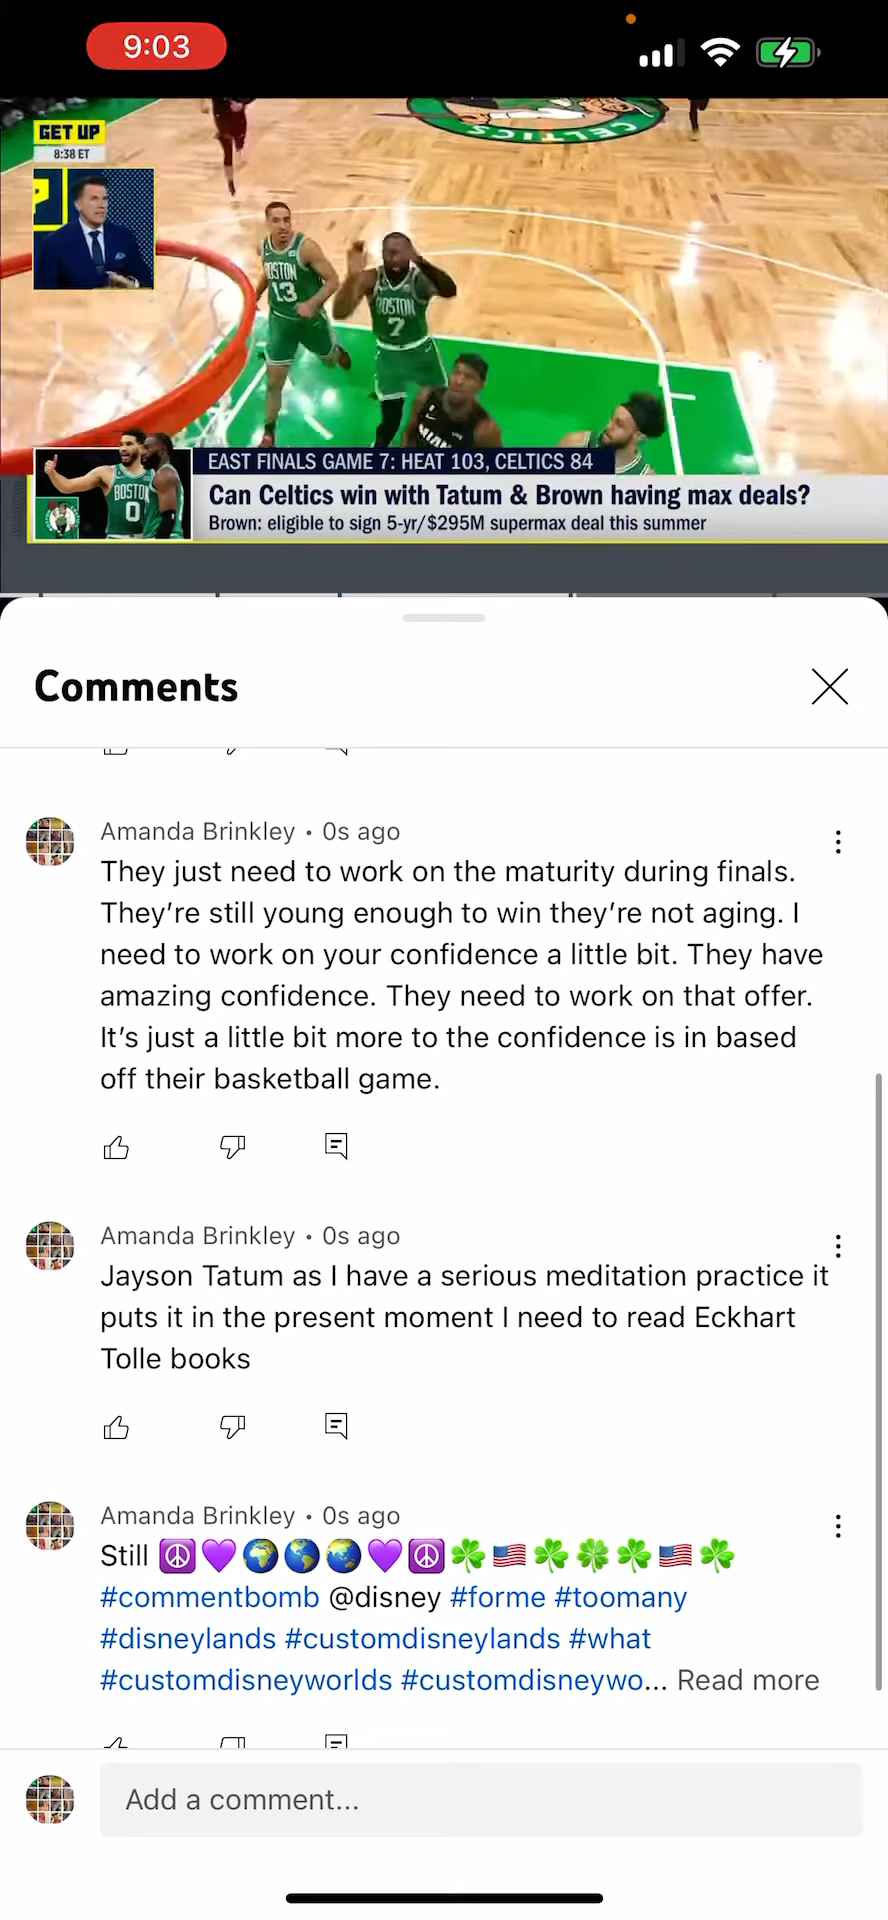 9:03
CELTICS
GET UP
8:38 ET
BOSTON
13
BOSTON
7
MIAMI
BOSTON
0
EAST FINALS GAME 7: HEAT 103, CELTICS 84
Can Celtics win with Tatum & Brown having max deals?
Brown: eligible to sign 5-yr/$295M supermax deal this summer
Comments
Amanda Brinkley • 0s ago
They just need to work on the maturity during finals.
They’re still young enough to win they’re not aging. I
need to work on your confidence a little bit. They have
amazing confidence. They need to work on that offer.
It’s just a little bit more to the confidence is in based
off their basketball game.
Amanda Brinkley • 0s ago
Jayson Tatum as I have a serious meditation practice it
puts it in the present moment I need to read Eckhart
Tolle books
Amanda Brinkley • 0s ago
Still ☮️💜🌍🌎🌏💜☮️☘️🇺🇸☘️🍀☘️🇺🇸☘️
#commentbomb @disney #forme #toomany
#disneylands #customdisneylands #what
#customdisneyworlds #customdisneywo... Read more
Add a comment...